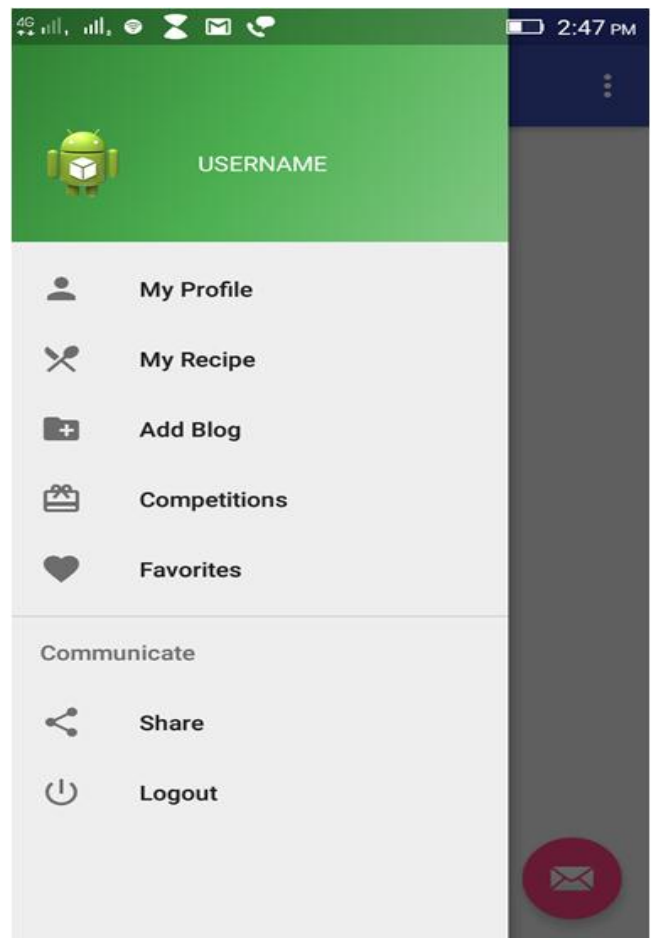 4G 2:47 PM
USERNAME
My Profile
My Recipe
Add Blog
Competitions
Favorites
Communicate
Share
Logout